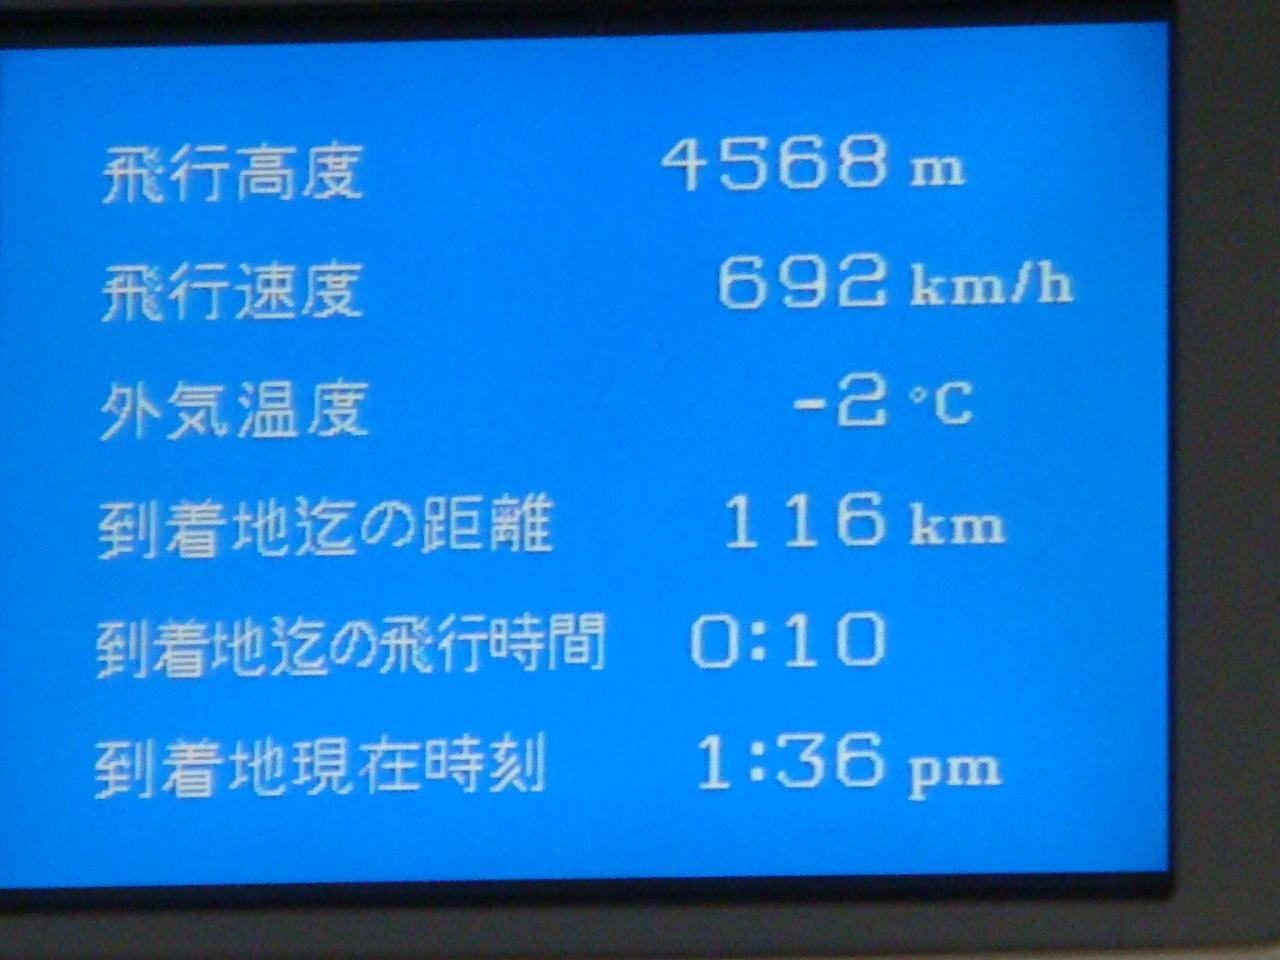 飛行高度 4568 m
飛行速度 692 km/h
外気温度 -2 °C
到着地迄の距離 116 km
到着地迄の飛行時間 0:10
到着地現在時刻 1:36 pm